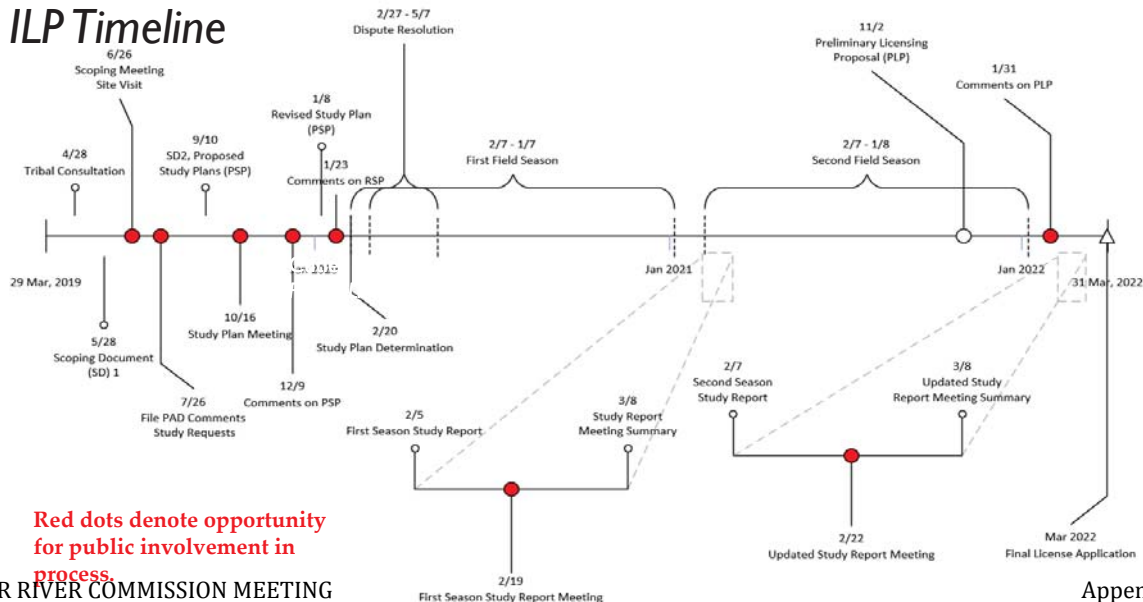 ILP Timeline
6/26
Scoping Meeting
Site Visit
2/27 - 5/7
Dispute Resolution
11/2
Preliminary Licensing
Proposal (PLP)
1/31
Comments on PLP
1/8
Revised Study Plan
(PSP)
9/10
SD2, Proposed
Study Plans (PSP)
4/28
Tribal Consultation
1/23
Comments on RSP
2/7 - 1/7
First Field Season
2/7 - 1/8
Second Field Season
29 Mar, 2019
Jan 2021
Jan 2022
31 Mar, 2022
5/28
Scoping Document
(SD) 1
7/26
File PAD Comments
Study Requests
10/16
Study Plan Meeting
12/9
Comments on PSP
2/20
Study Plan Determination
2/5
First Season Study Report
3/8
Study Report
Meeting Summary
2/7
Second Season
Study Report
3/8
Updated Study
Report Meeting Summary
2/19
First Season Study Report Meeting
2/22
Updated Study Report Meeting
Mar 2022
Final License Application
Red dots denote opportunity
for public involvement in
process.
R RIVER COMMISSION MEETING
Appen